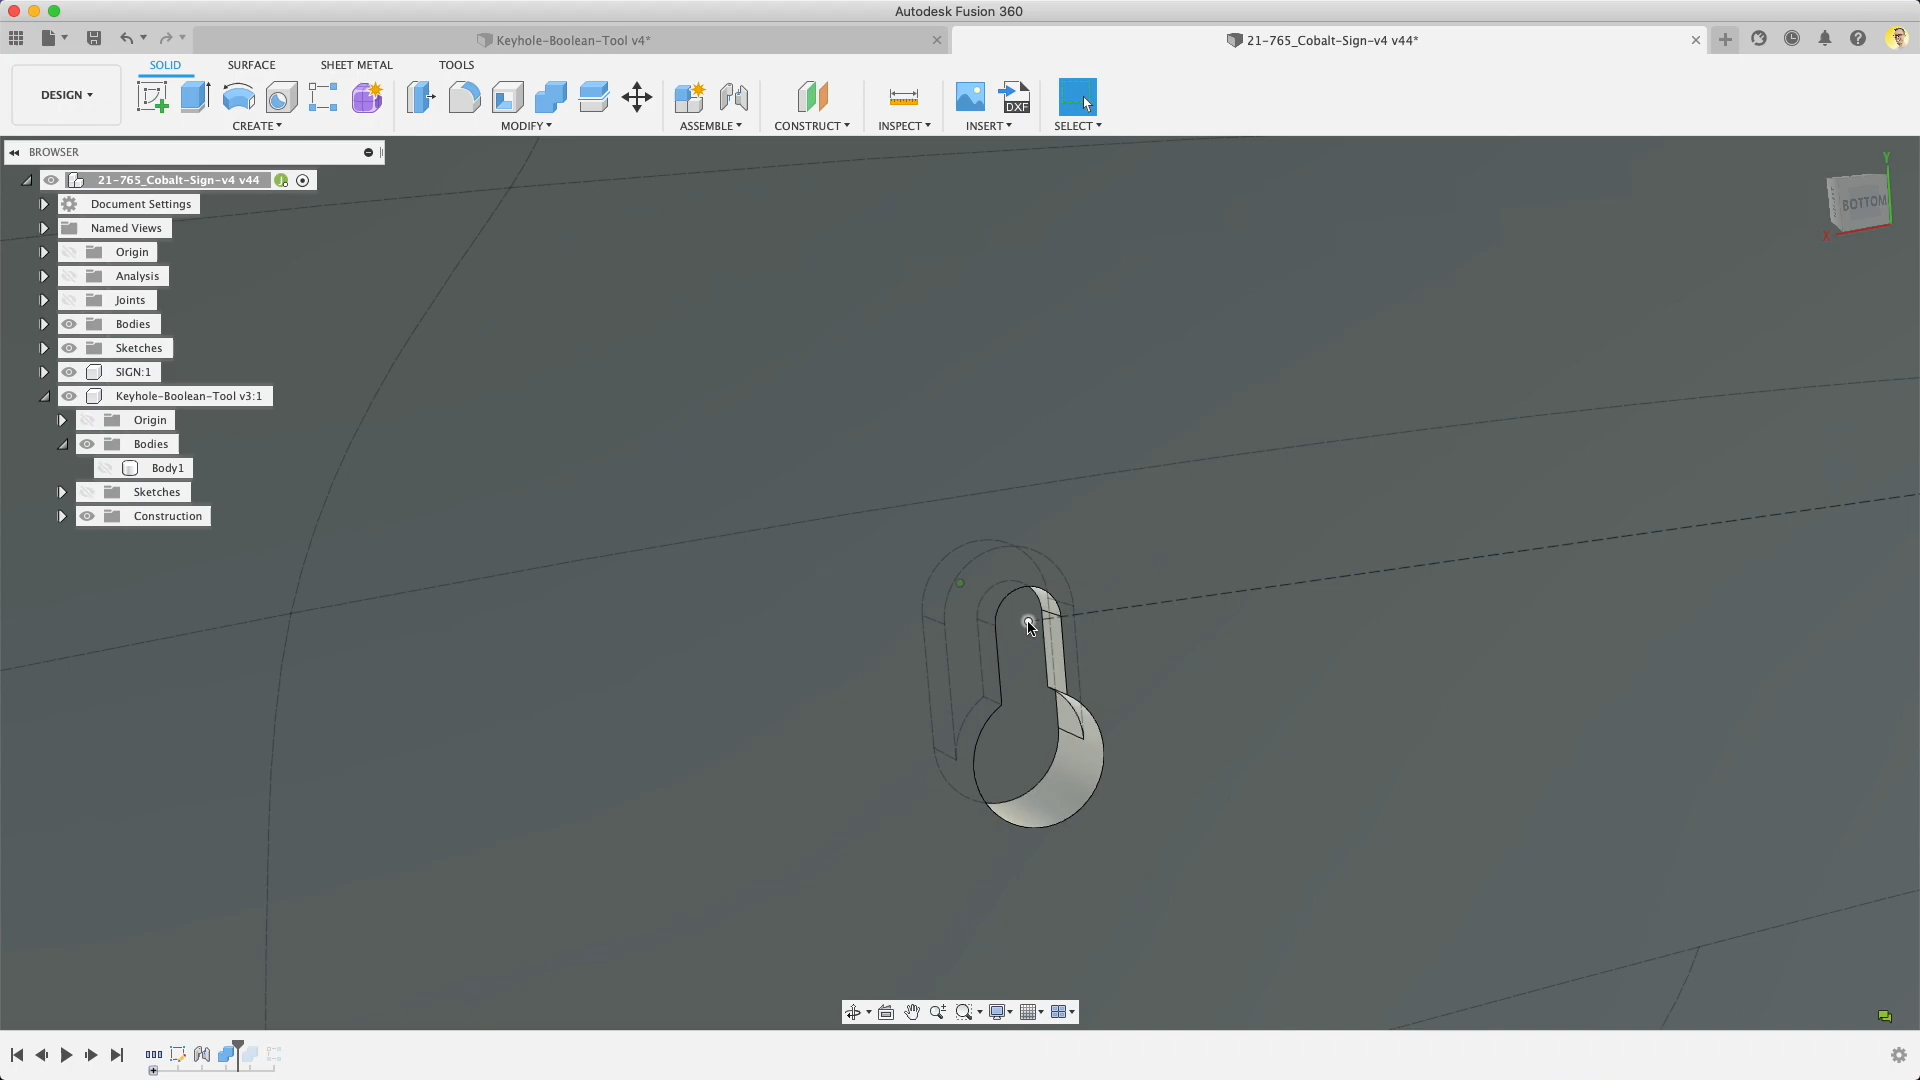 Autodesk Fusion 360
Keyhole-Boolean-Tool v4*
21-765_Cobalt-Sign-v4 v44*
SOLID
SURFACE
SHEET METAL
TOOLS
DESIGN
CREATE
MODIFY
ASSEMBLE
CONSTRUCT
INSPECT
DXF
INSERT
SELECT
BROWSER
21-765_Cobalt-Sign-v4 v44
Document Settings
Named Views
Origin
Analysis
Joints
Bodies
Sketches
SIGN:1
Keyhole-Boolean-Tool v3:1
Origin
Bodies
Body1
Sketches
Construction
Y
BOTTOM
X